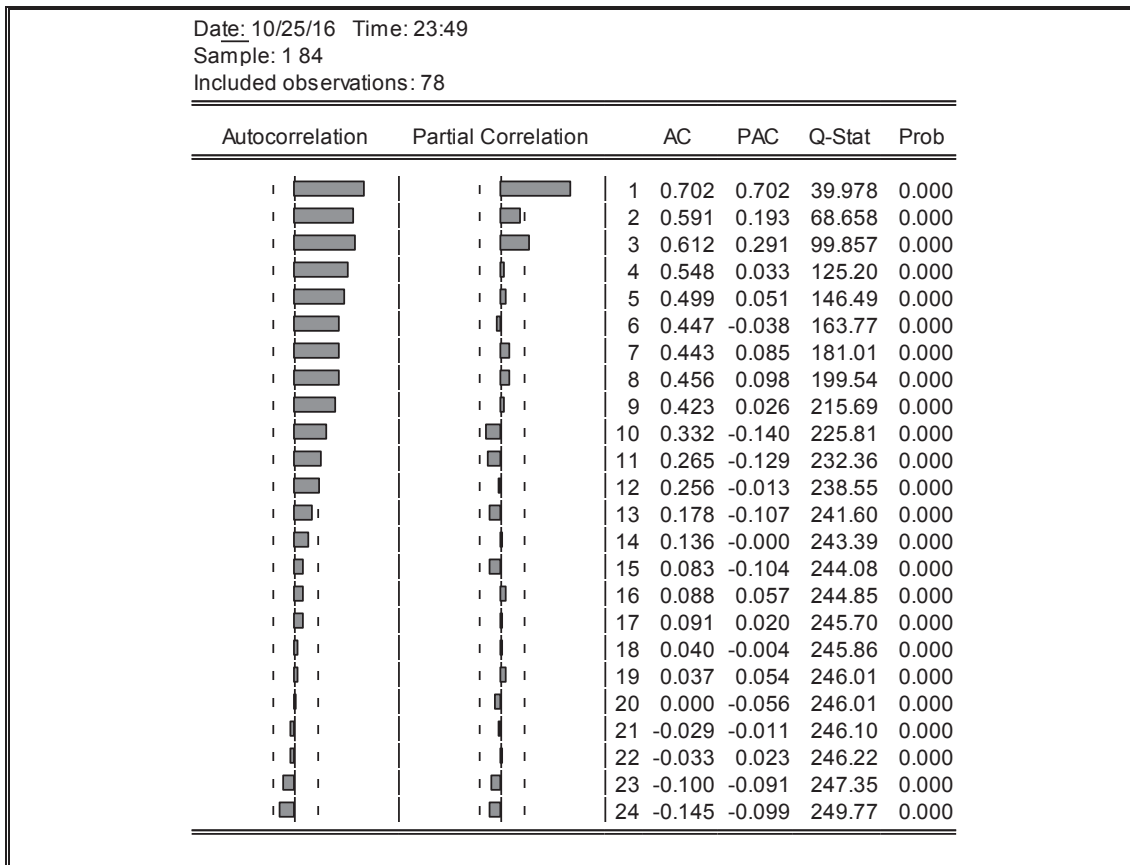 Date: 10/25/16 Time: 23:49
Sample: 1 84
Included observations: 78
Autocorrelation Partial Correlation AC PAC Q-Stat Prob
1 0.702 0.702 39.978 0.000
2 0.591 0.193 68.658 0.000
3 0.612 0.291 99.857 0.000
4 0.548 0.033 125.20 0.000
5 0.499 0.051 146.49 0.000
6 0.447 -0.038 163.77 0.000
7 0.443 0.085 181.01 0.000
8 0.456 0.098 199.54 0.000
9 0.423 0.026 215.69 0.000
10 0.332 -0.140 225.81 0.000
11 0.265 -0.129 232.36 0.000
12 0.256 -0.013 238.55 0.000
13 0.178 -0.107 241.60 0.000
14 0.136 -0.000 243.39 0.000
15 0.083 -0.104 244.08 0.000
16 0.088 0.057 244.85 0.000
17 0.091 0.020 245.70 0.000
18 0.040 -0.004 245.86 0.000
19 0.037 0.054 246.01 0.000
20 0.000 -0.056 246.01 0.000
21 -0.029 -0.011 246.10 0.000
22 -0.033 0.023 246.22 0.000
23 -0.100 -0.091 247.35 0.000
24 -0.145 -0.099 249.77 0.000